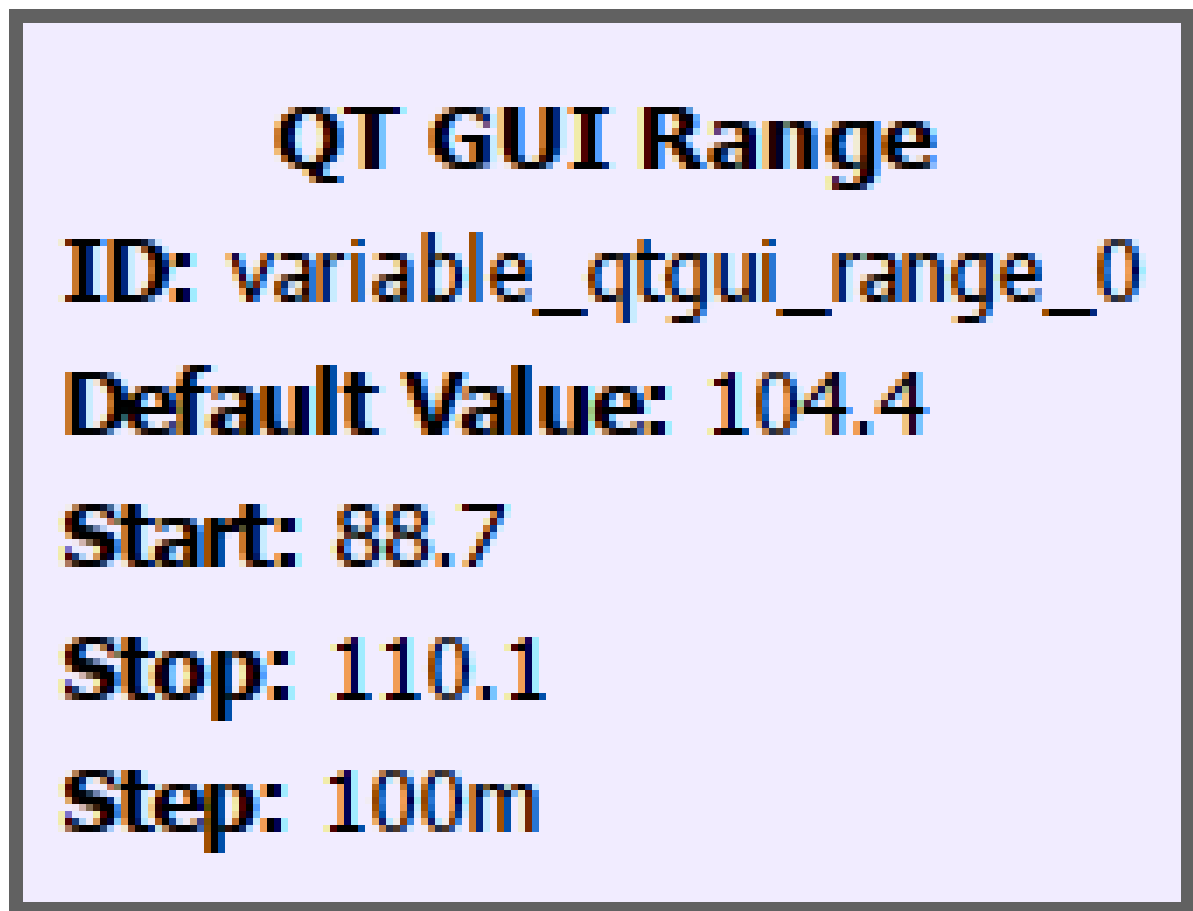 QT GUI Range
ID: variable_qtgui_range_0
Default Value: 104.4
Start: 88.7
Stop: 110.1
Step: 100m